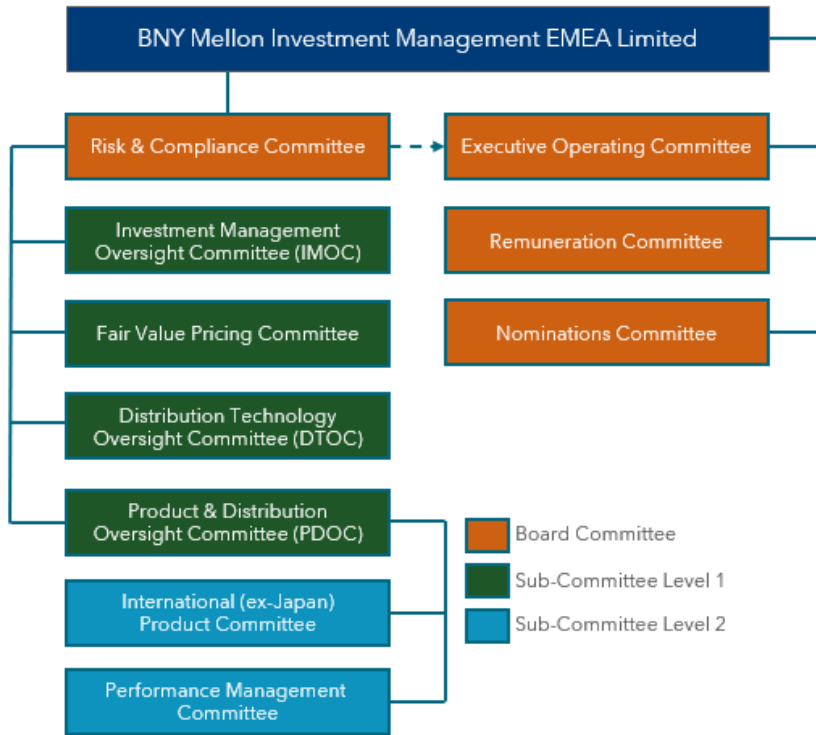 BNY Mellon Investment Management EMEA Limited
Risk & Compliance Committee
Executive Operating Committee
Investment Management
Oversight Committee (IMOC)
Remuneration Committee
Fair Value Pricing Committee
Nominations Committee
Distribution Technology
Oversight Committee (DTOC)
Product & Distribution
Oversight Committee (PDOC)
Board Committee
Sub-Committee Level 1
International (ex-Japan)
Product Committee
Sub-Committee Level 2
Performance Management
Committee